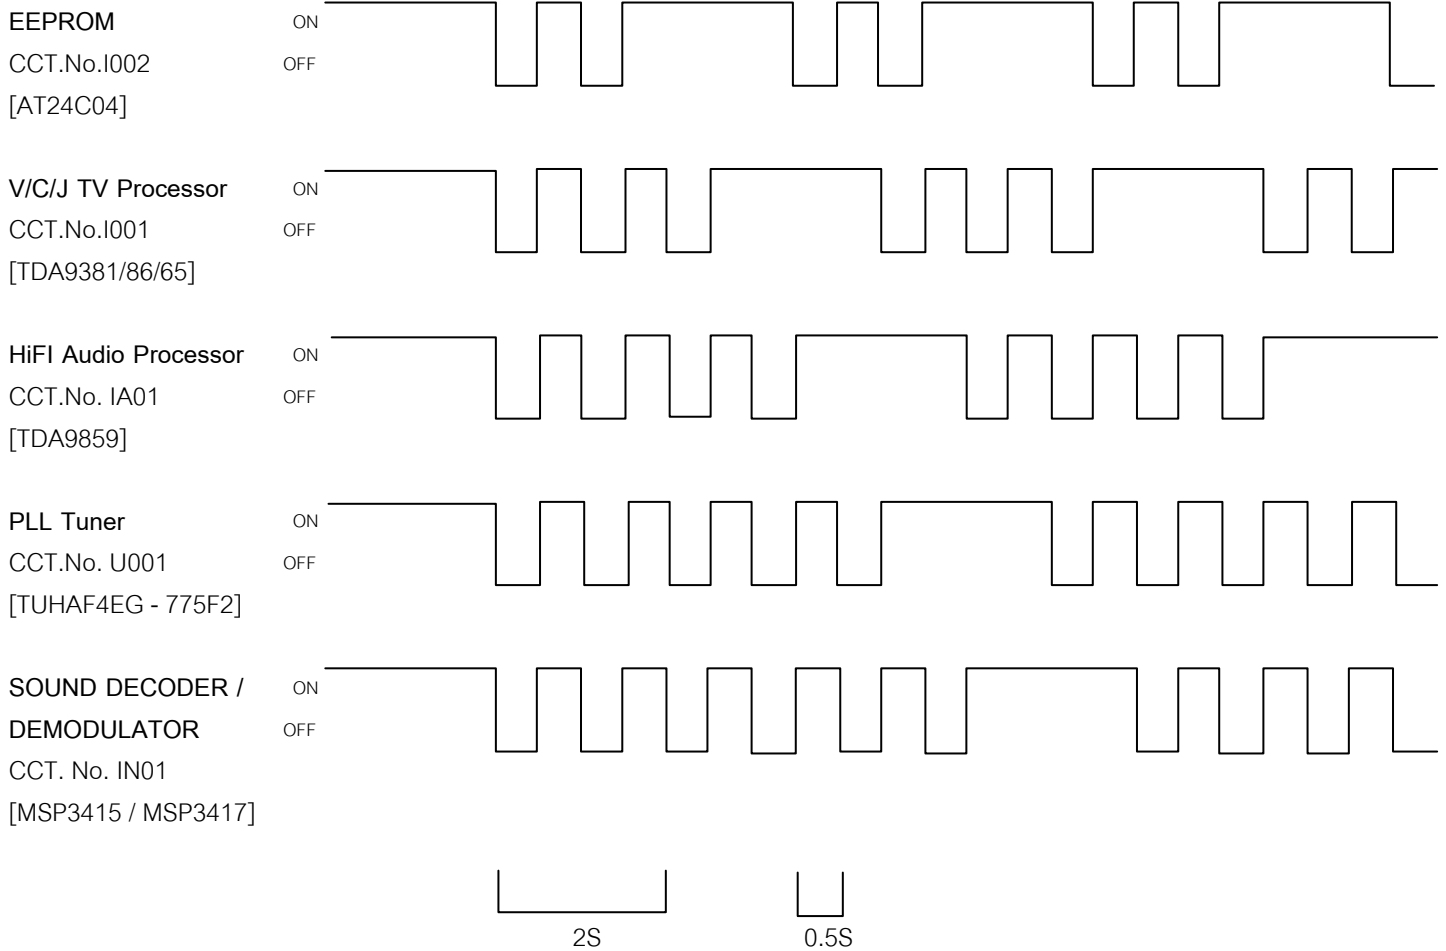 EEPROM ON
CCT.No.I002 OFF
[AT24C04]
V/C/J TV Processor ON
CCT.No.I001 OFF
[TDA9381/86/65]
HiFI Audio Processor ON
CCT.No. IA01 OFF
[TDA9859]
PLL Tuner ON
CCT.No. U001 OFF
[TUHAF4EG - 775F2]
SOUND DECODER / ON
DEMODULATOR OFF
CCT. No. IN01
[MSP3415 / MSP3417]
2S 0.5S